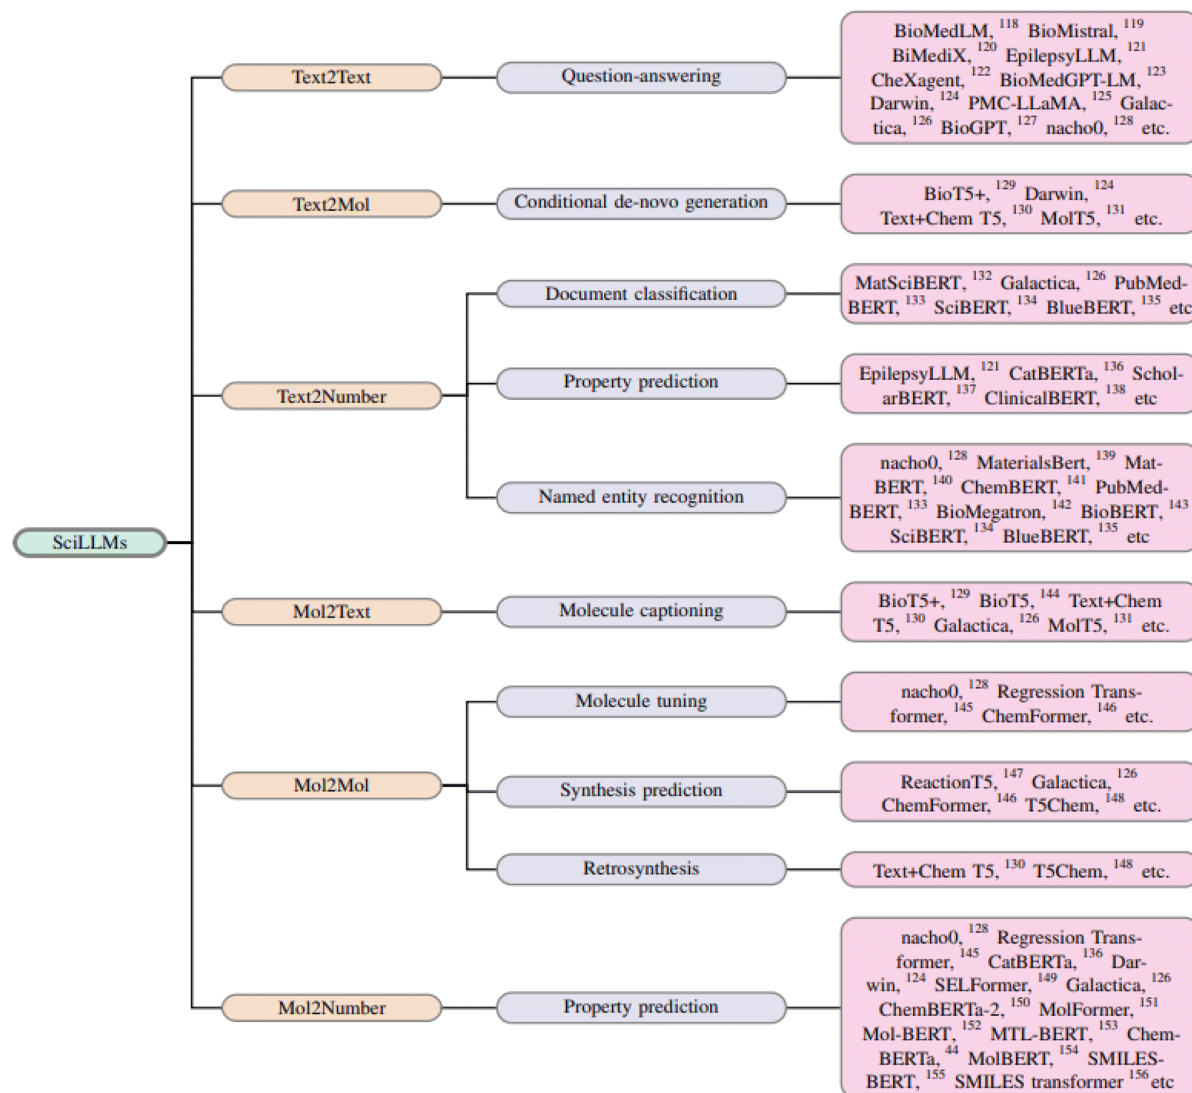 SciLLMs
Text2Text
Question-answering
BioMedLM, 118 BioMistral, 119
BiMediX, 120 EpilepsyLLM, 121
CheXagent, 122 BioMedGPT-LM, 123
Darwin, 124 PMC-LLaMA, 125 Galac-
tica, 126 BioGPT, 127 nacho0, 128 etc.
Text2Mol
Conditional de-novo generation
BioT5+, 129 Darwin, 124
Text+Chem T5, 130 MolT5, 131 etc.
Text2Number
Document classification
MatSciBERT, 132 Galactica, 126 PubMed-
BERT, 133 SciBERT, 134 BlueBERT, 135 etc
Property prediction
EpilepsyLLM, 121 CatBERTa, 136 Schol-
arBERT, 137 ClinicalBERT, 138 etc
Named entity recognition
nacho0, 128 MaterialsBert, 139 Mat-
BERT, 140 ChemBERT, 141 PubMed-
BERT, 133 BioMegatron, 142 BioBERT, 143
SciBERT, 134 BlueBERT, 135 etc
Mol2Text
Molecule captioning
BioT5+, 129 BioT5, 144 Text+Chem
T5, 130 Galactica, 126 MolT5, 131 etc.
Mol2Mol
Molecule tuning
nacho0, 128 Regression Trans-
former, 145 ChemFormer, 146 etc.
Synthesis prediction
ReactionT5, 147 Galactica, 126
ChemFormer, 146 T5Chem, 148 etc.
Retrosynthesis
Text+Chem T5, 130 T5Chem, 148 etc.
Mol2Number
Property prediction
nacho0, 128 Regression Trans-
former, 145 CatBERTa, 136 Dar-
win, 124 SELFormer, 149 Galactica, 126
ChemBERTa-2, 150 MolFormer, 151
Mol-BERT, 152 MTL-BERT, 153 Chem-
BERTa, 44 MolBERT, 154 SMILES-
BERT, 155 SMILES transformer 156 etc